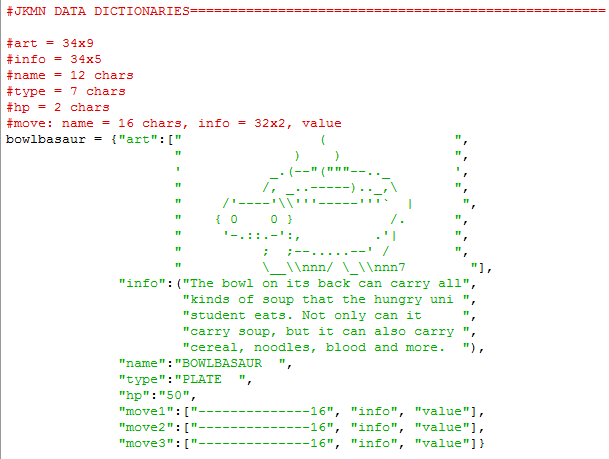 #JKMN DATA DICTIONARIES====================================================

#art = 34x9
#info = 34x5
#name = 12 chars
#type = 7 chars
#hp = 2 chars
#move: name = 16 chars, info = 32x2, value
bowlbasaur = {"art":["                 (                ",
                     "              )    )              ",
                     '           _.(--"("""--.._        ',
                     "          /, _..-----).._,\       ",
                     "     /'----'\\'''-----'''`  |      ",
                     "    { 0    0 }            /.      ",
                     "     '-.::.-':,         .'|       ",
                     "          ;  ;--.....--' /        ",
                     "          \__\\nnn/ \_\\nnn7        "],
              "info":("The bowl on its back can carry all",
                      "kinds of soup that the hungry uni ",
                      "student eats. Not only can it     ",
                      "carry soup, but it can also carry ",
                      "cereal, noodles, blood and more.  "),
              "name":"BOWLBASAUR  ",
              "type":"PLATE  ",
              "hp":"50",
              "move1":["--------------16", "info", "value"],
              "move2":["--------------16", "info", "value"],
              "move3":["--------------16", "info", "value"]}